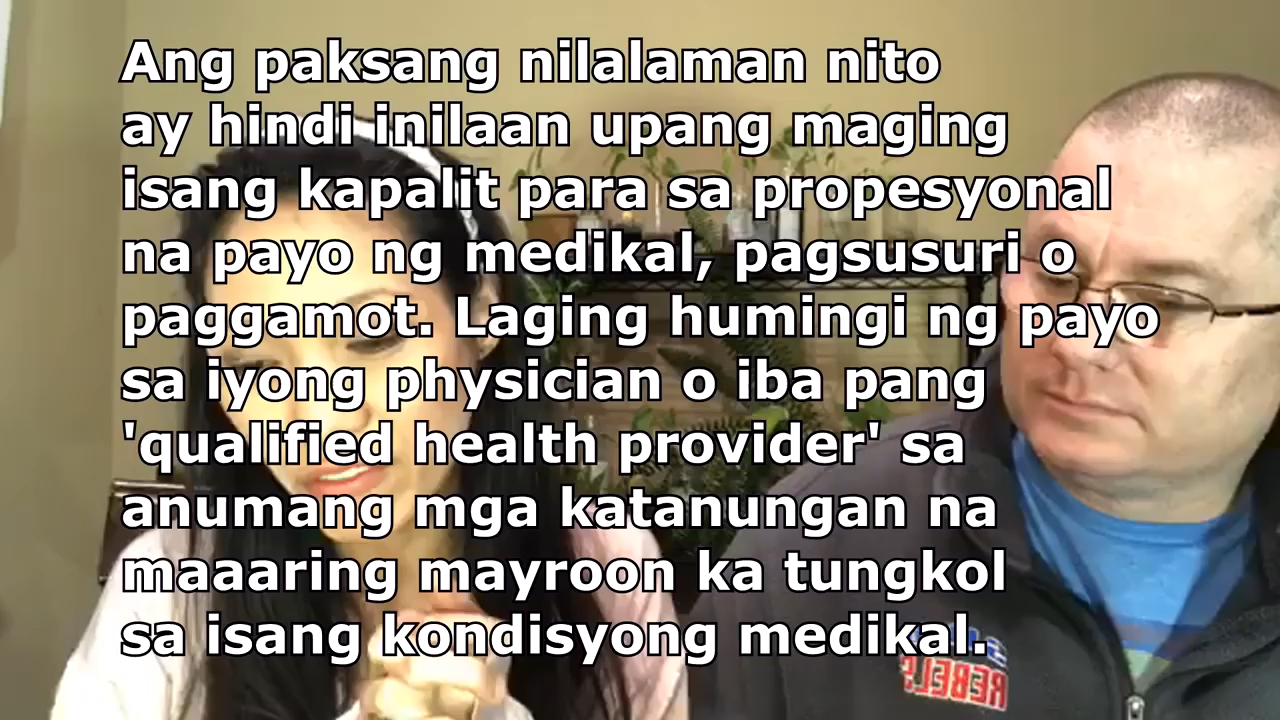 Ang paksang nilalaman nito
ay hindi inilaan upang maging
isang kapalit para sa propesyonal
na payo ng medikal, pagsusuri o
paggamot. Laging humingi ng payo
sa iyong physician o iba pang
'qualified health provider' sa
anumang mga katanungan na
maaaring mayroon ka tungkol
sa isang kondisyong medikal.
REBELS